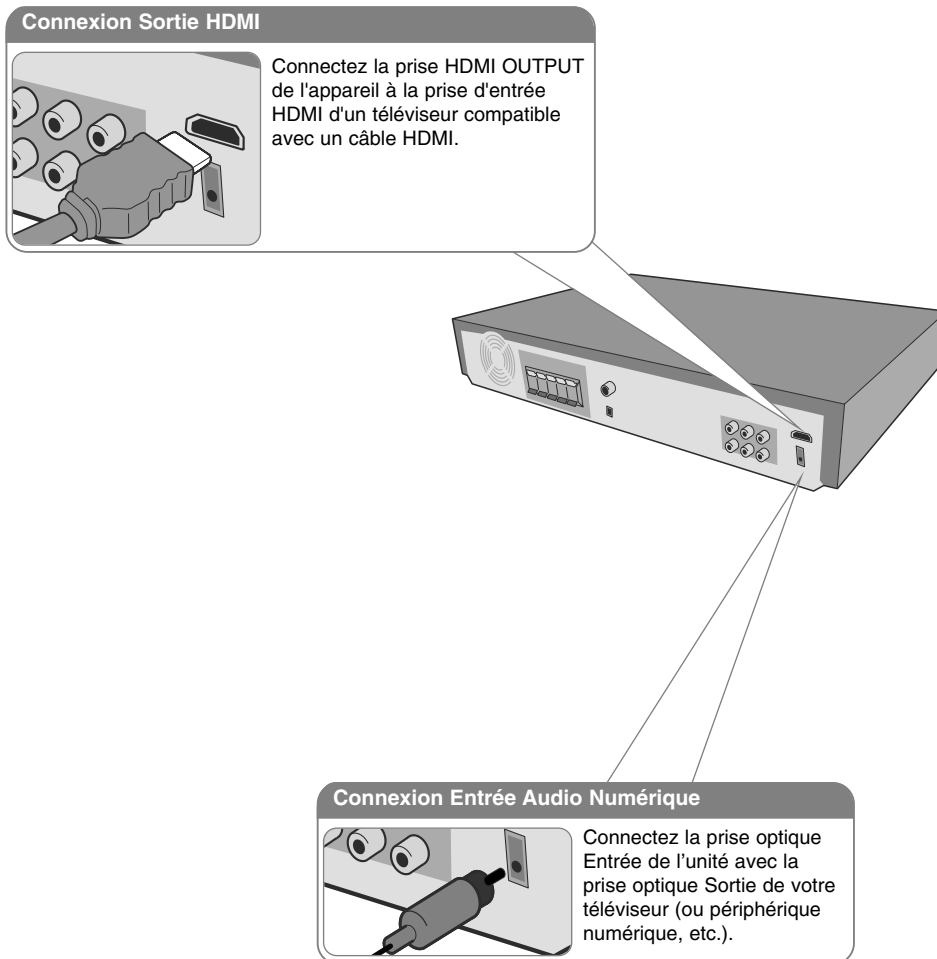 Connexion Sortie HDMI
Connectez la prise HDMI OUTPUT
de l'appareil à la prise d'entrée
HDMI d'un téléviseur compatible
avec un câble HDMI.
Connexion Entrée Audio Numérique
Connectez la prise optique
Entrée de l’unité avec la
prise optique Sortie de votre
téléviseur (ou périphérique
numérique, etc.).